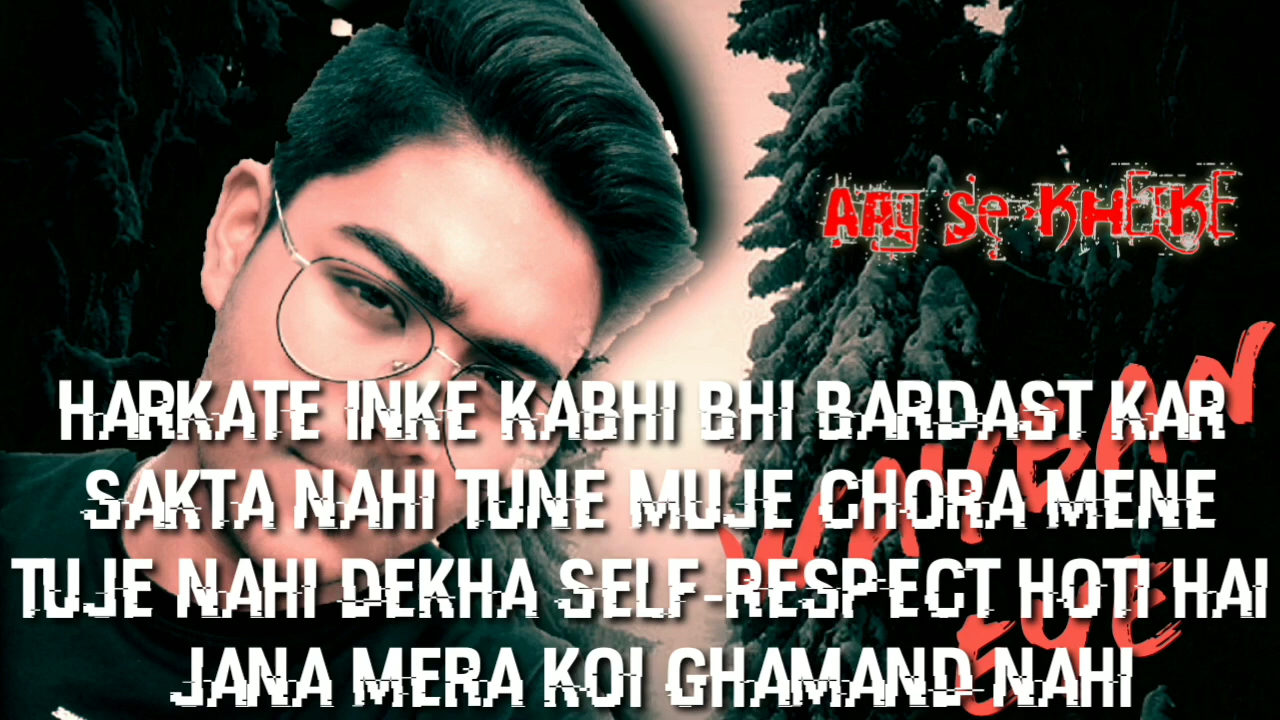 AAg Se KHElKE
HARKATE INKE KABHI BHI BARDAST KAR
SAKTA NAHI TUNE MUJE CHORA MENE
TUJE NAHI DEKHA SELF-RESPECT HOTI HAI
JANA MERA KOI GHAMAND NAHI